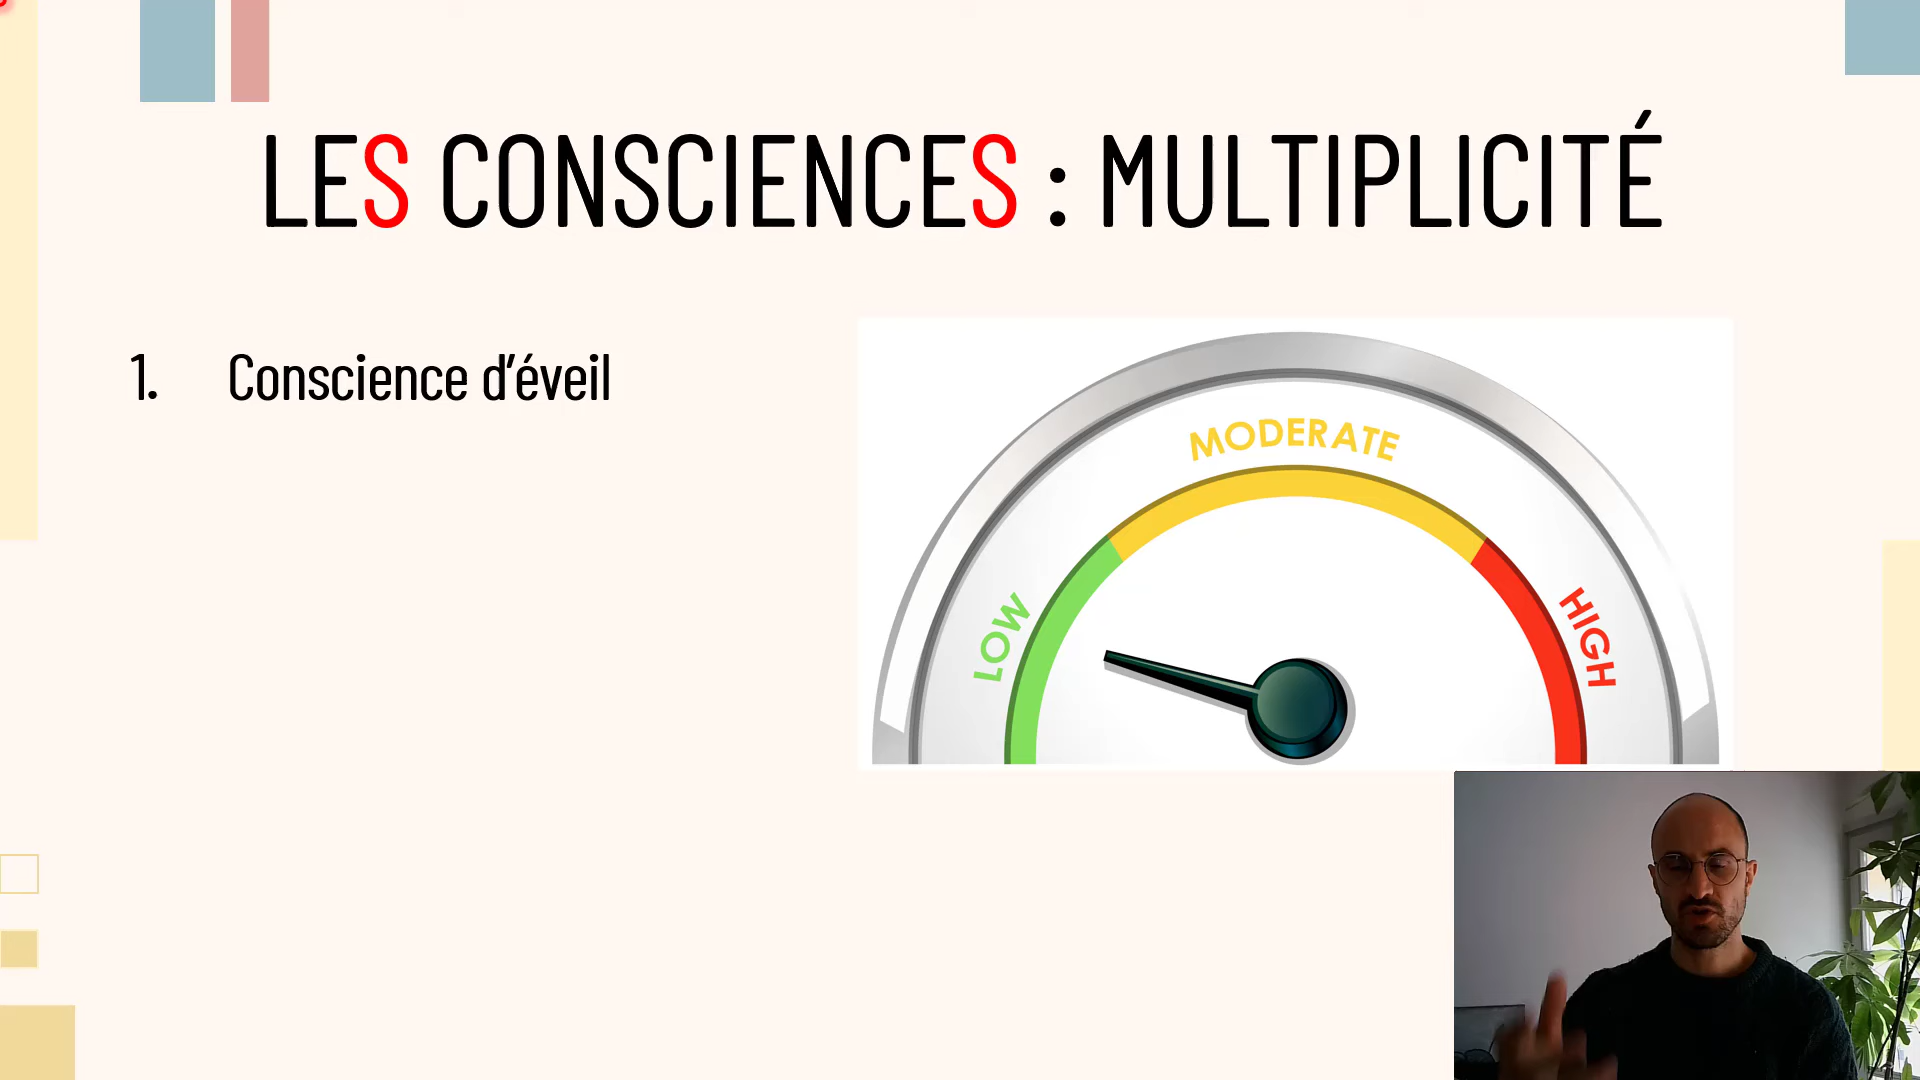 LES CONSCIENCES : MULTIPLICITÉ
1. Conscience d’éveil
MODERATE
LOW
HIGH